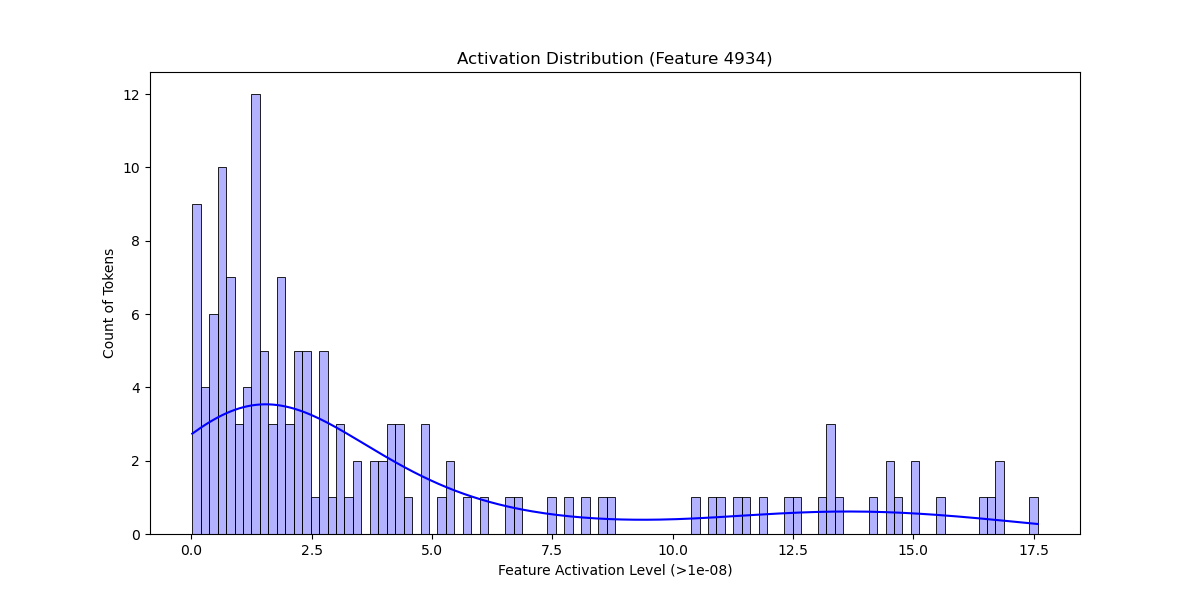 Activation Distribution (Feature 4934)
12
10
8
6
4
2
0
Count of Tokens
0.0 2.5 5.0 7.5 10.0 12.5 15.0 17.5
Feature Activation Level (>1e-08)